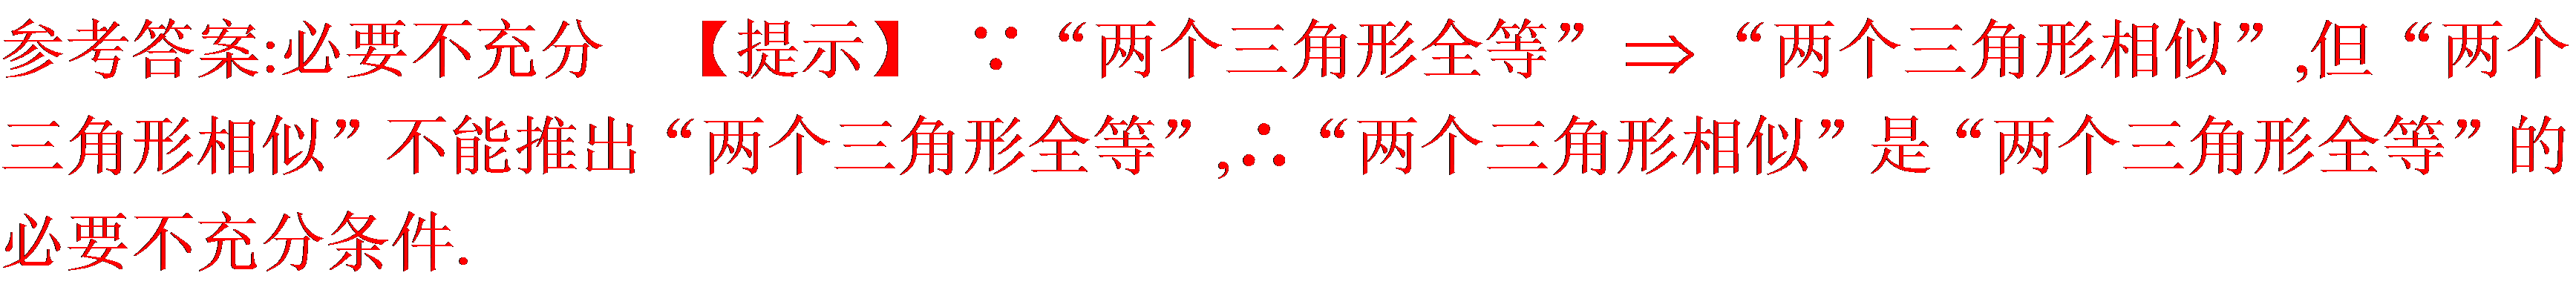 参考答案:必要不充分 【提示】 ∵“两个三角形全等”⇒“两个三角形相似”,但“两个
三角形相似”不能推出“两个三角形全等”,∴“两个三角形相似”是“两个三角形全等”的
必要不充分条件.